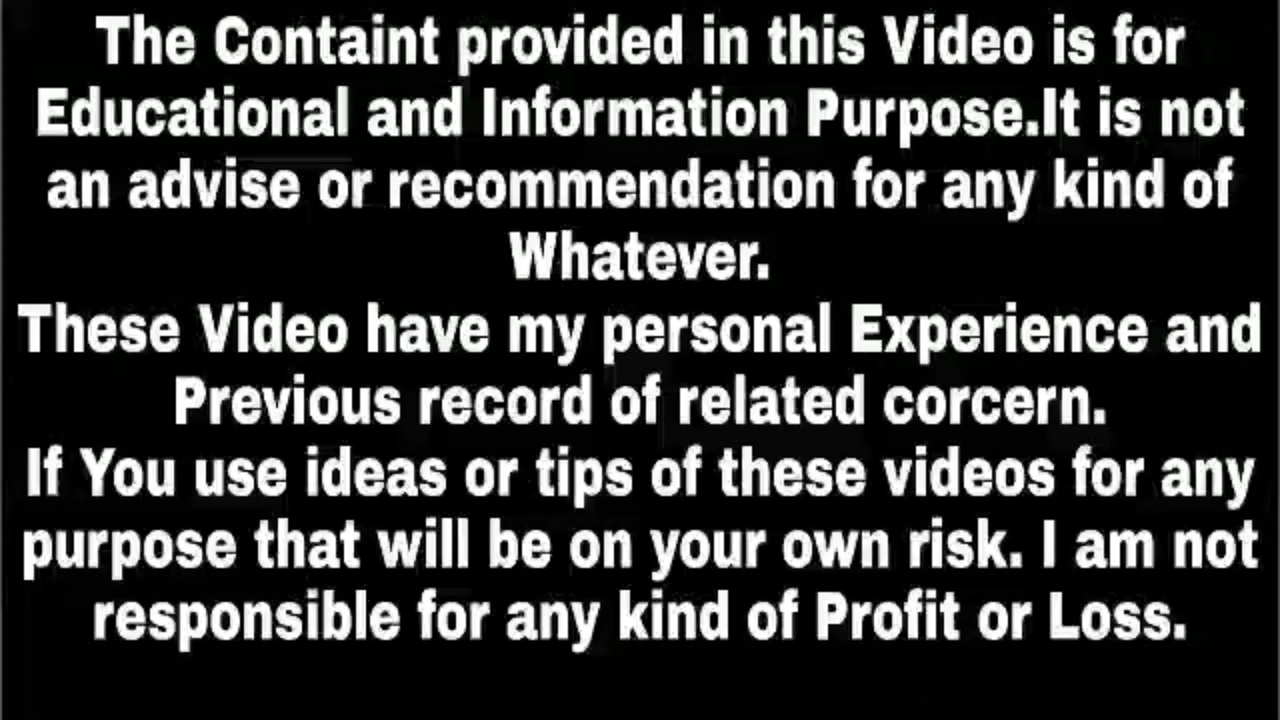 The Containt provided in this Video is for
Educational and Information Purpose.It is not
an advise or recommendation for any kind of
Whatever.
These Video have my personal Experience and
Previous record of related corcern.
If You use ideas or tips of these videos for any
purpose that will be on your own risk. I am not
responsible for any kind of Profit or Loss.